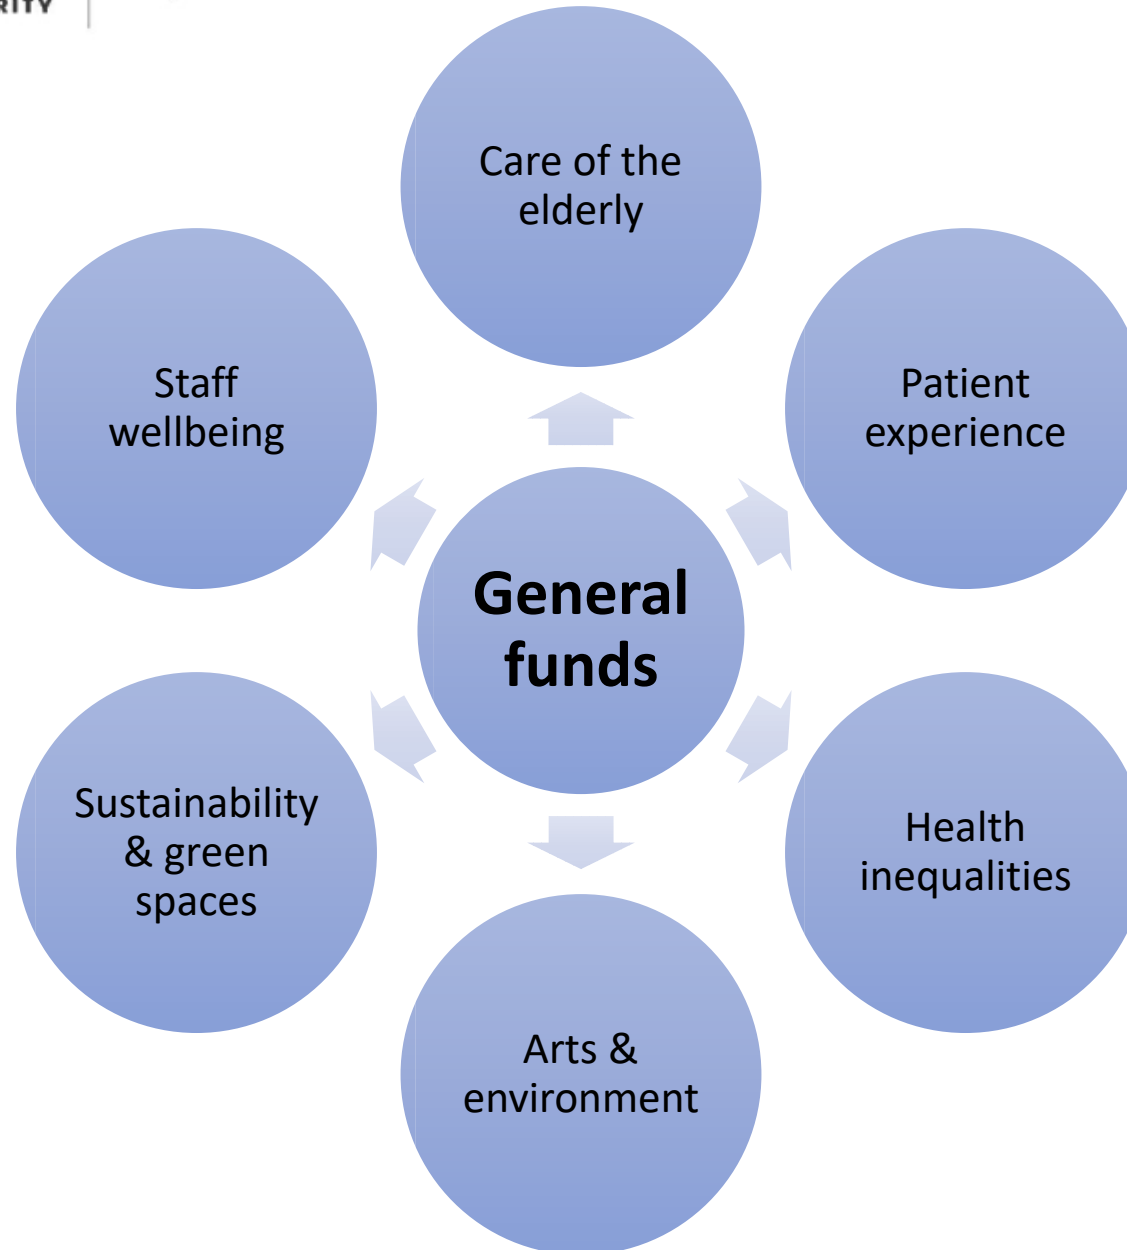 Care of the
elderly
Patient
experience
Health
inequalities
Arts &
environment
Sustainability
& green
spaces
Staff
wellbeing
General
funds